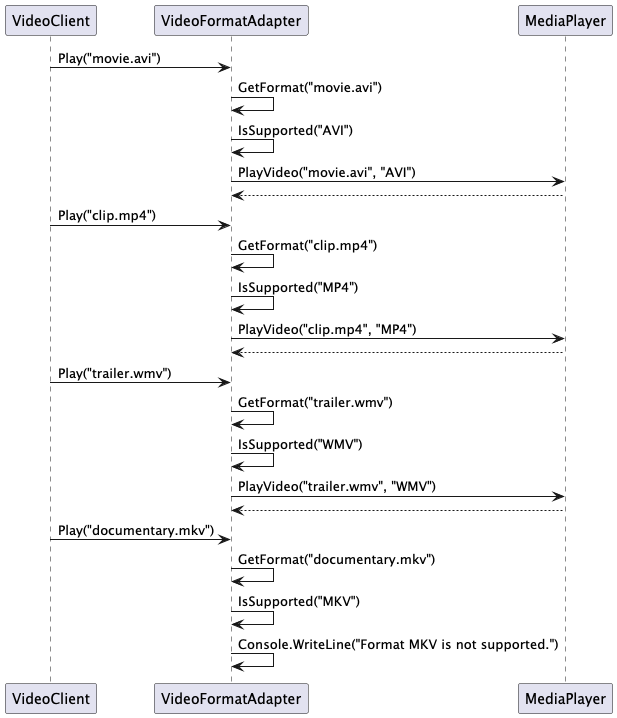 VideoClient
VideoFormatAdapter
MediaPlayer
Play("movie.avi")
GetFormat("movie.avi")
IsSupported("AVI")
PlayVideo("movie.avi", "AVI")
Play("clip.mp4")
GetFormat("clip.mp4")
IsSupported("MP4")
PlayVideo("clip.mp4", "MP4")
Play("trailer.wmv")
GetFormat("trailer.wmv")
IsSupported("WMV")
PlayVideo("trailer.wmv", "WMV")
Play("documentary.mkv")
GetFormat("documentary.mkv")
IsSupported("MKV")
Console.WriteLine("Format MKV is not supported.")
VideoClient
VideoFormatAdapter
MediaPlayer